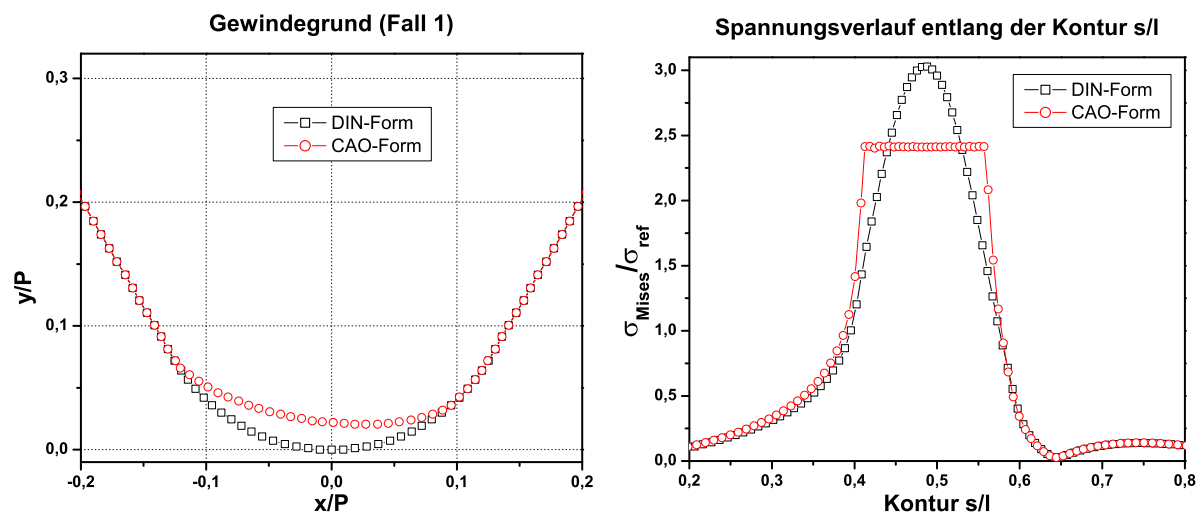 Gewindegrund (Fall 1)
0,3
0,2
0,1
0,0
-0,2
-0,1
0,0
0,1
0,2
y/P
x/P
DIN-Form
CAO-Form
Spannungsverlauf entlang der Kontur s/l
3,0
2,5
2,0
1,5
1,0
0,5
0,0
0,2
0,3
0,4
0,5
0,6
0,7
0,8
σMises/σref
Kontur s/l
DIN-Form
CAO-Form